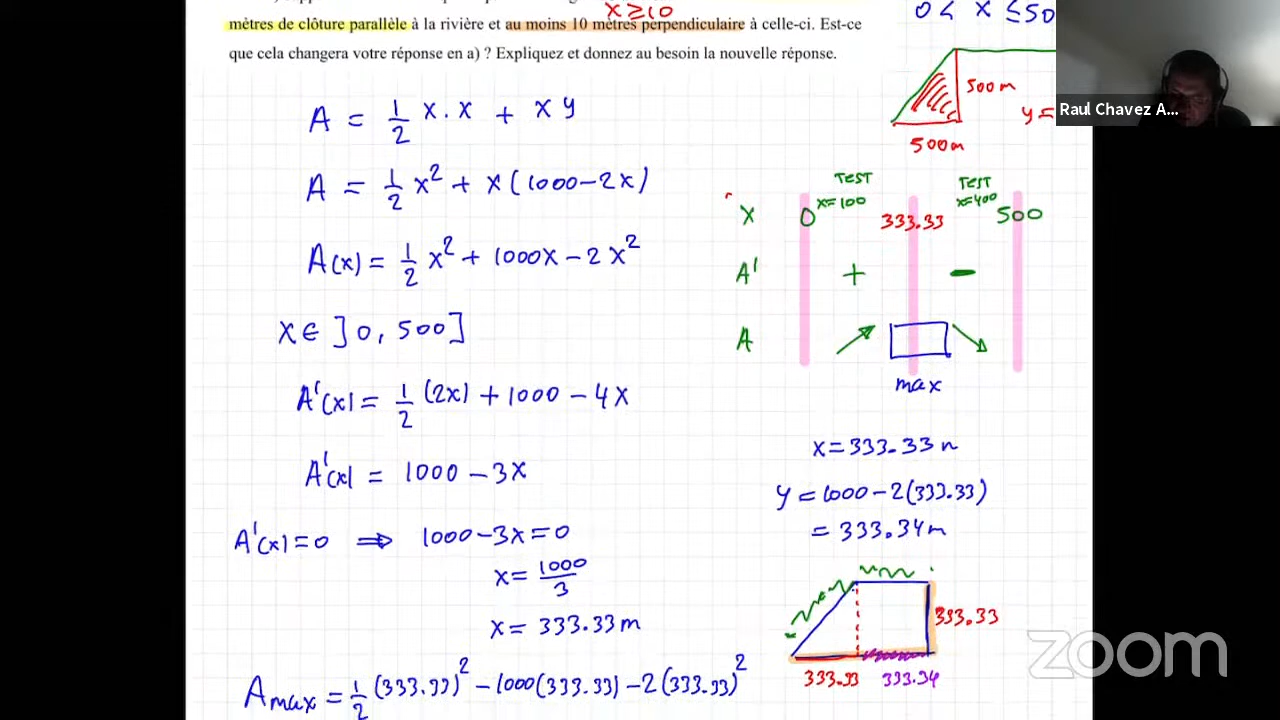 x ≥ 10
0 < x ≤ 50
mètres de clôture parallèle à la rivière et au moins 10 mètres perpendiculaire à celle-ci. Est-ce
que cela changera votre réponse en a) ? Expliquez et donnez au besoin la nouvelle réponse.
500m
y =
500m
Raul Chavez A...
A = 1/2 x . x + x y
A = 1/2 x² + x(1000 - 2x)
A(x) = 1/2 x² + 1000x - 2x²
x ∈ ]0, 500]
A'(x) = 1/2 (2x) + 1000 - 4x
A'(x) = 1000 - 3x
A'(x) = 0 ⇒ 1000 - 3x = 0
x = 1000/3
x = 333.33 m
Amax = 1/2 (333.33)² - 1000(333.33) - 2(333.33)²
TEST x=100
TEST x=400
x 0 333.33 500
A' + -
A
max
x = 333.33 m
y = 1000 - 2(333.33)
= 333.34 m
333.33
333.33 333.34
zoom